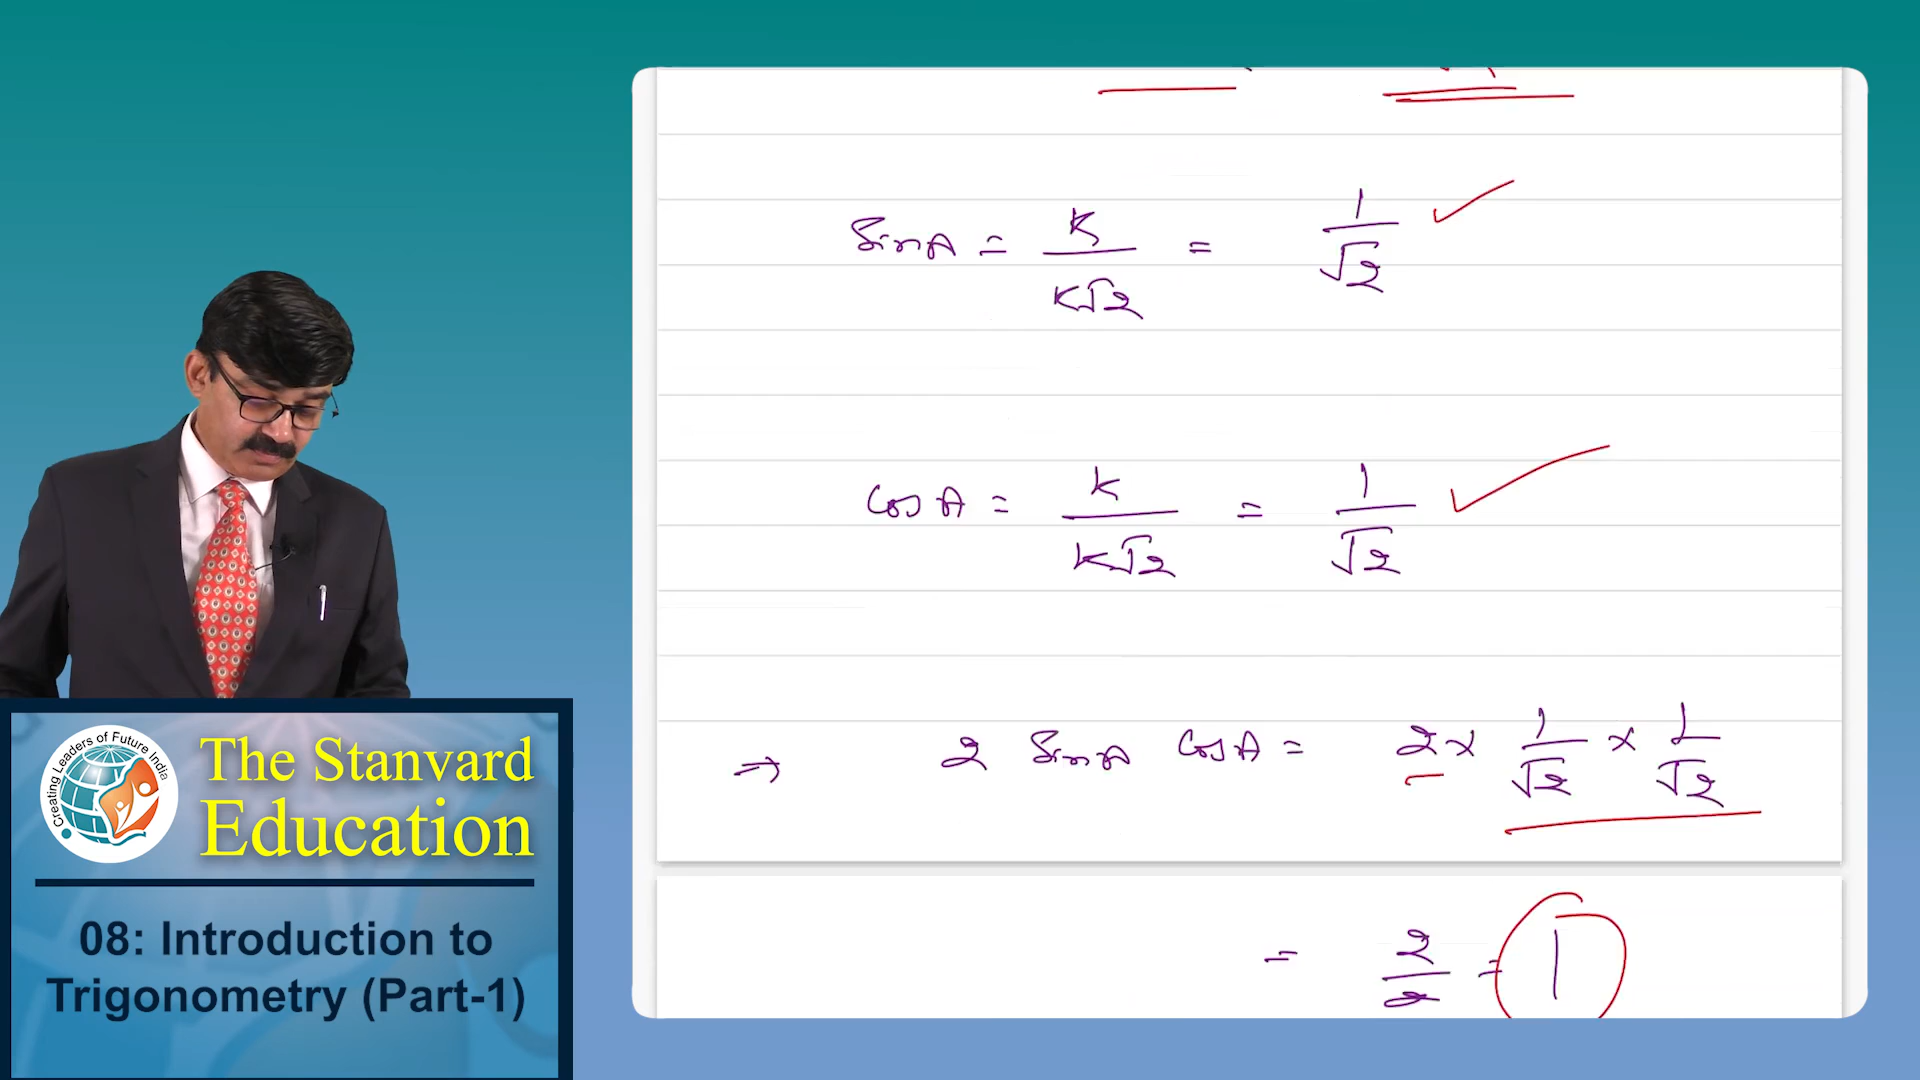 Sin A = K / K√2 = 1 / √2 ✓
Cos A = k / k√2 = 1 / √2 ✓
⇒ 2 Sin A Cos A = 2 × 1 / √2 × 1 / √2
= 2 / 2 = 1
Creating Leaders of Future India
The Stanvard
Education
08: Introduction to
Trigonometry (Part-1)